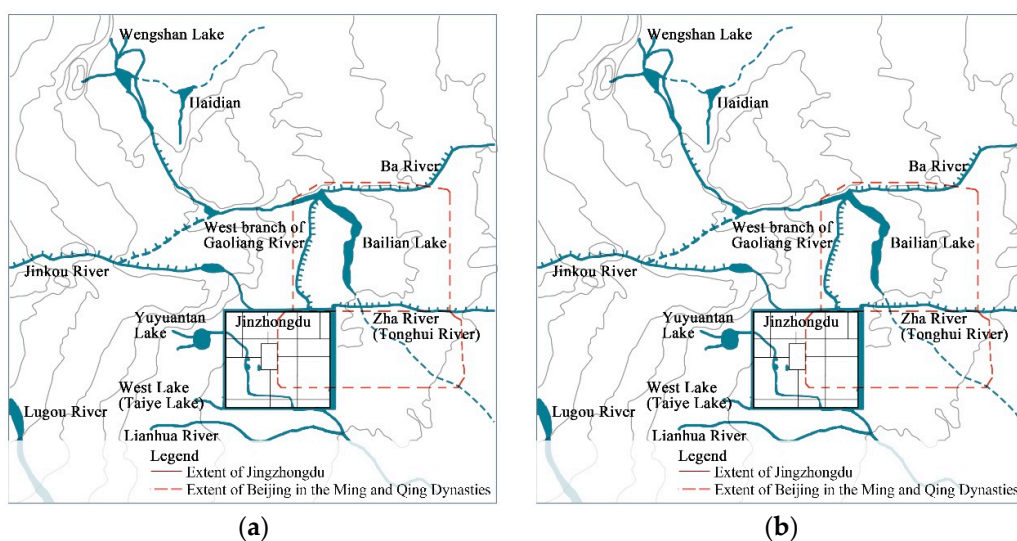 Wengshan Lake
Haidian
Ba River
West branch of
Gaoliang River
Bailian Lake
Jinkou River
Yuyuantan
Lake
Jinzhongdu
Zha River
(Tonghui River)
West Lake
(Taiye Lake)
Lugou River
Lianhua River
Legend
Extent of Jingzhongdu
Extent of Beijing in the Ming and Qing Dynasties
(a)
Wengshan Lake
Haidian
Ba River
West branch of
Gaoliang River
Bailian Lake
Jinkou River
Yuyuantan
Lake
Jinzhongdu
Zha River
(Tonghui River)
West Lake
(Taiye Lake)
Lugou River
Lianhua River
Legend
Extent of Jingzhongdu
Extent of Beijing in the Ming and Qing Dynasties
(b)